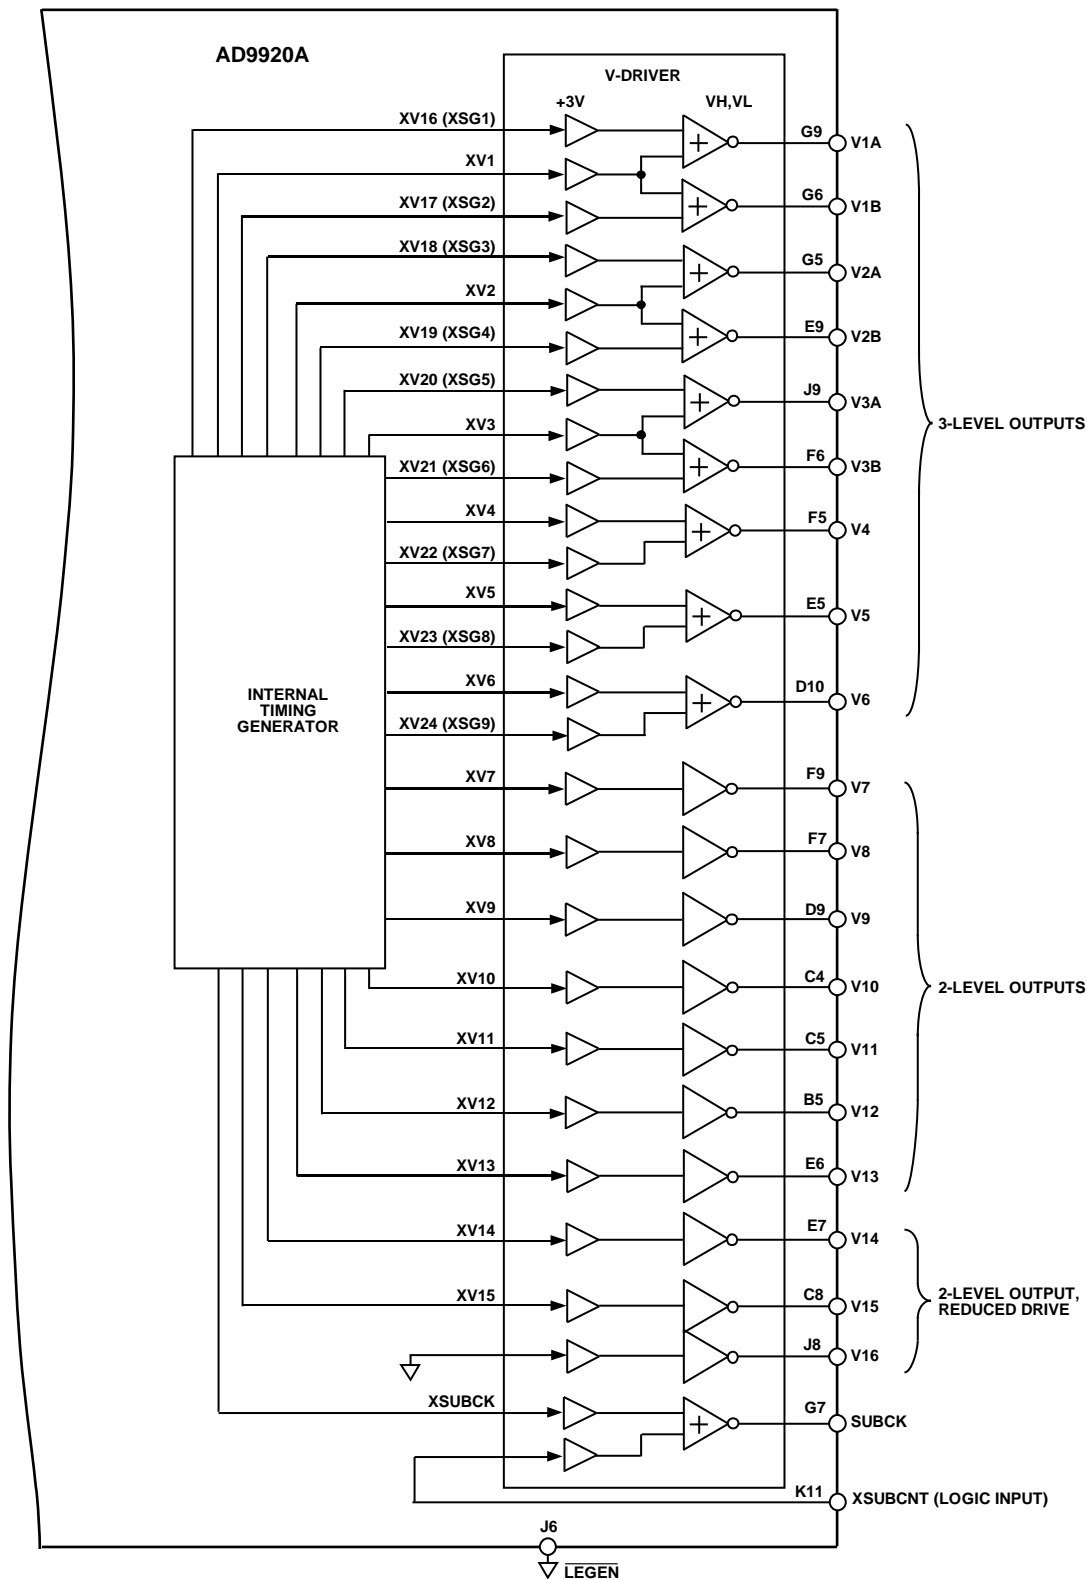 AD9920A
V-DRIVER
+3V
VH,VL
XV16 (XSG1)
G9
V1A
XV1
G6
V1B
XV17 (XSG2)
XV18 (XSG3)
G5
V2A
XV2
E9
V2B
XV19 (XSG4)
XV20 (XSG5)
J9
V3A
3-LEVEL OUTPUTS
XV3
F6
V3B
XV21 (XSG6)
XV4
F5
V4
XV22 (XSG7)
XV5
E5
V5
XV23 (XSG8)
XV6
D10
V6
XV24 (XSG9)
INTERNAL
TIMING
GENERATOR
XV7
F9
V7
XV8
F7
V8
XV9
D9
V9
XV10
C4
V10
2-LEVEL OUTPUTS
XV11
C5
V11
XV12
B5
V12
XV13
E6
V13
XV14
E7
V14
XV15
C8
V15
2-LEVEL OUTPUT,
REDUCED DRIVE
J8
V16
XSUBCK
G7
SUBCK
K11
XSUBCNT (LOGIC INPUT)
J6
LEGEN